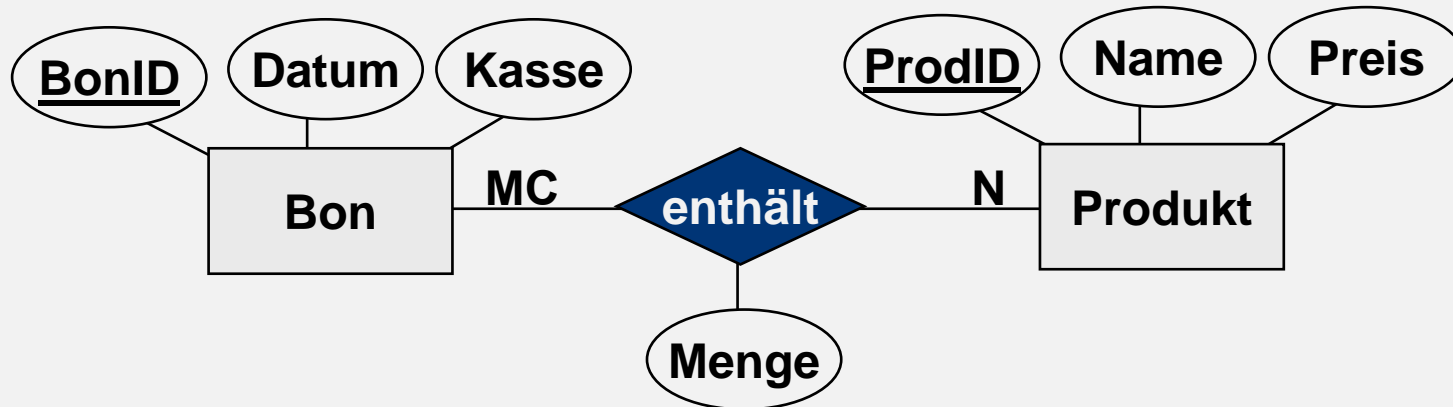 BonID Datum Kasse ProdID Name Preis
Bon MC enthält N Produkt
Menge